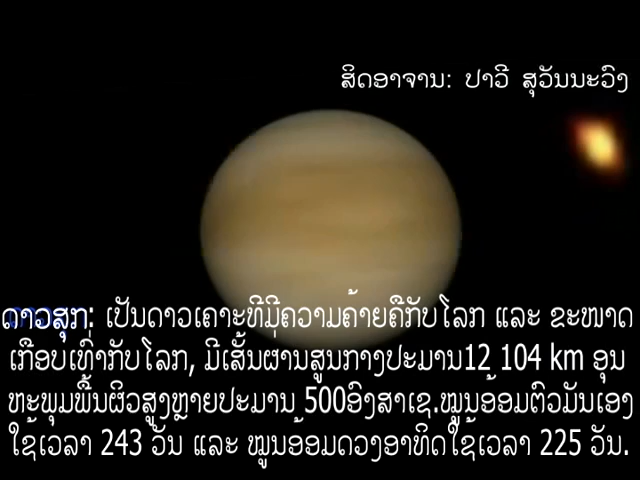 ສິດອາຈານ: ປາວີ ສຸວັນນະວົງ
ດາວສຸກ: ເປັນດາວເຄາະທີ່ມີຄວາມຄ້າຍຄືກັບໂລກ ແລະ ຂະໜາດ
ເກືອບເທົ່າກັບໂລກ, ມີເສັ້ນຜ່ານສູນກາງປະມານ12 104 km ອຸນ
ຫະພຸມພື້ນຜິວສູງຫຼາຍປະມານ 500ອົງສາເຊ.ໝູນອ້ອມຕົວມັນເອງ
ໃຊ້ເວລາ 243 ວັນ ແລະ ໝູນອ້ອມດວງອາທິດໃຊ້ເວລາ 225 ວັນ.